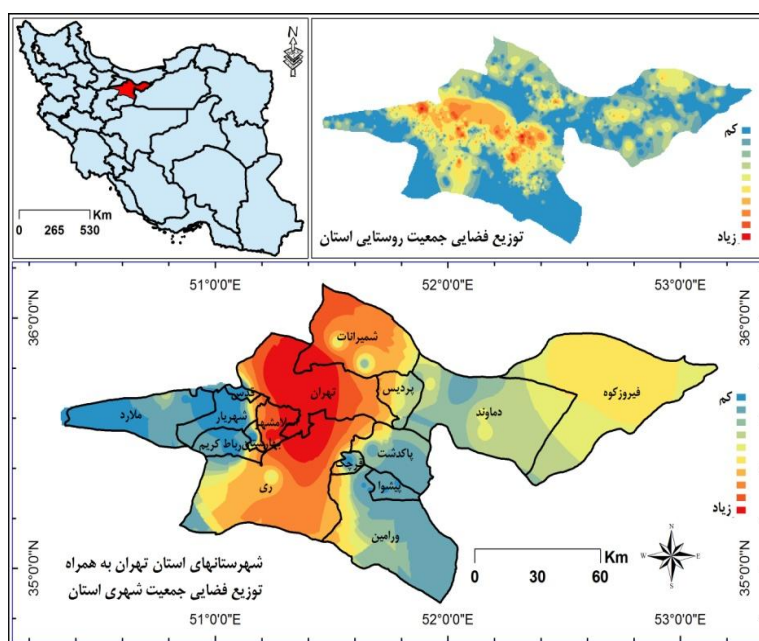 N
Km
0 265 530
کم
زیاد
توزیع فضایی جمعیت روستایی استان
51°0'0"E
52°0'0"E
53°0'0"E
36°0'0"N
36°0'0"N
شمیرانات
تهران
پردیس
دماوند
فیروزکوه
قدس
ملارد
شهریار
اسلامشهر
رباط کریم
بهارستان
پاکدشت
قرچک
پیشوا
ری
ورامین
کم
زیاد
شهرستانهای استان تهران به همراه
توزیع فضایی جمعیت شهری استان
Km
0 30 60
N
W
E
S
35°0'0"N
35°0'0"N
51°0'0"E
52°0'0"E
53°0'0"E